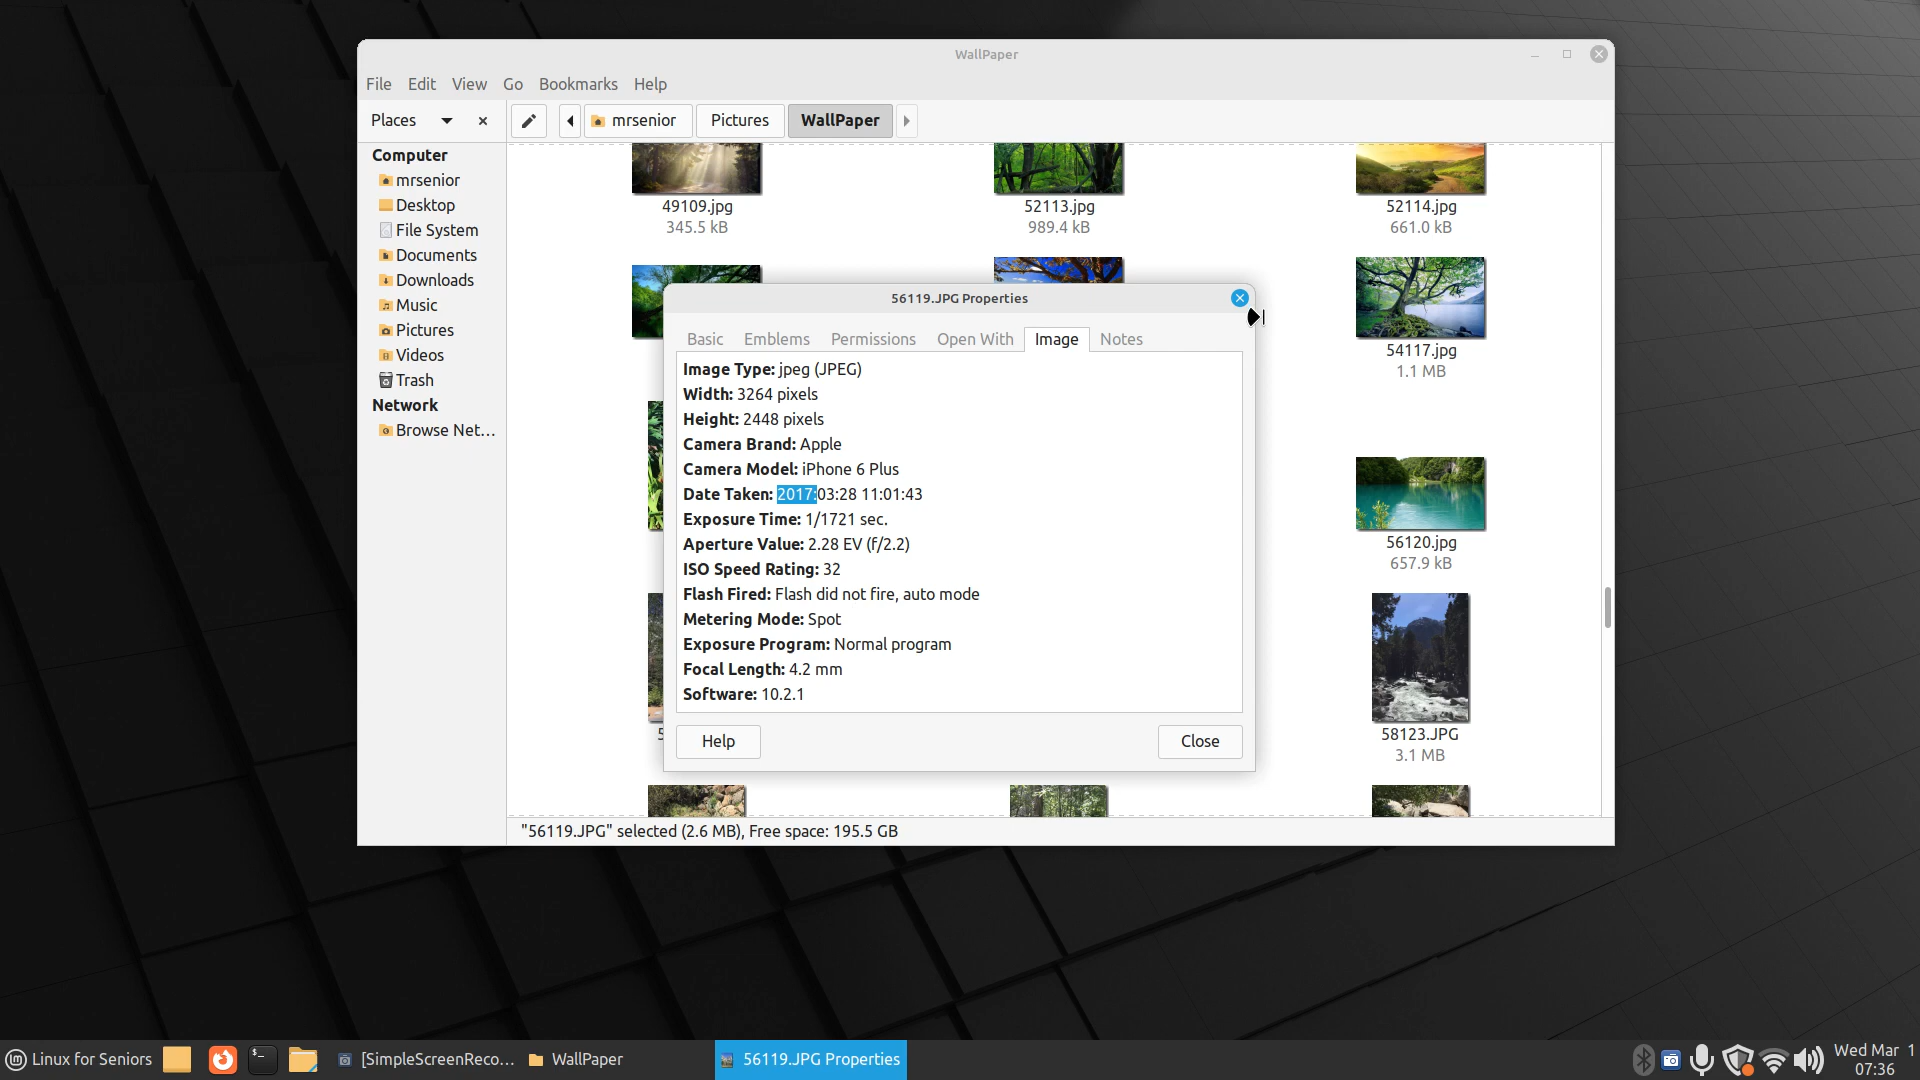 WallPaper
File Edit View Go Bookmarks Help
Places
mrsenior Pictures WallPaper
Computer
mrsenior
Desktop
File System
Documents
Downloads
Music
Pictures
Videos
Trash
Network
Browse Net...
49109.jpg
345.5 kB
52113.jpg
989.4 kB
52114.jpg
661.0 kB
54117.jpg
1.1 MB
56120.jpg
657.9 kB
58123.JPG
3.1 MB
56119.JPG Properties
Basic Emblems Permissions Open With Image Notes
Image Type: jpeg (JPEG)
Width: 3264 pixels
Height: 2448 pixels
Camera Brand: Apple
Camera Model: iPhone 6 Plus
Date Taken: 2017:03:28 11:01:43
Exposure Time: 1/1721 sec.
Aperture Value: 2.28 EV (f/2.2)
ISO Speed Rating: 32
Flash Fired: Flash did not fire, auto mode
Metering Mode: Spot
Exposure Program: Normal program
Focal Length: 4.2 mm
Software: 10.2.1
Help Close
"56119.JPG" selected (2.6 MB), Free space: 195.5 GB
Linux for Seniors [SimpleScreenReco... WallPaper 56119.JPG Properties
Wed Mar 1
07:36